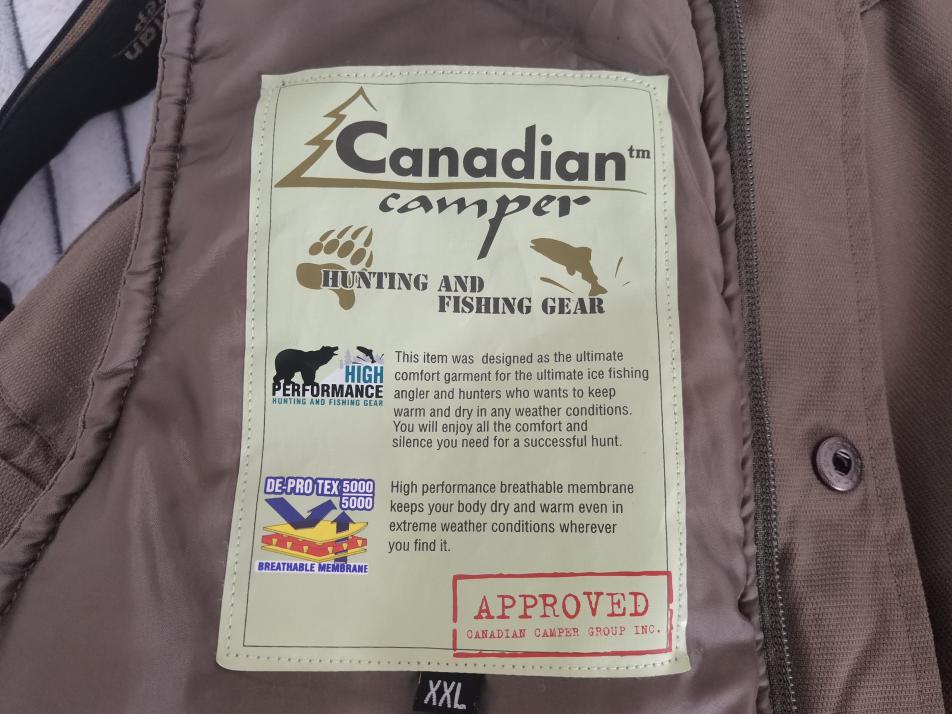 Canadian tm
camper
HUNTING AND
FISHING GEAR
HIGH
PERFORMANCE
HUNTING AND FISHING GEAR
This item was designed as the ultimate
comfort garment for the ultimate ice fishing
angler and hunters who wants to keep
warm and dry in any weather conditions.
You will enjoy all the comfort and
silence you need for a successful hunt.
DE-PRO TEX 5000
5000
BREATHABLE MEMBRANE
High performance breathable membrane
keeps your body dry and warm even in
extreme weather conditions wherever
you find it.
APPROVED
CANADIAN CAMPER GROUP INC.
XXL